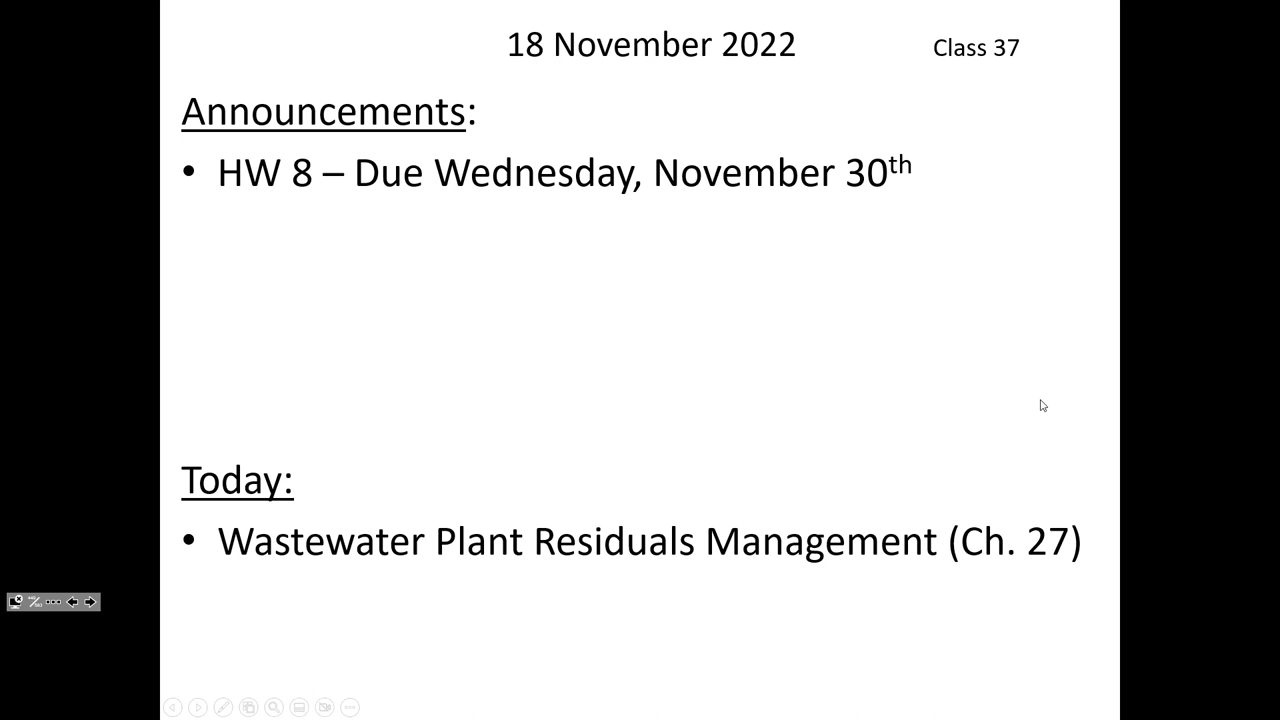 18 November 2022 Class 37
Announcements:
• HW 8 – Due Wednesday, November 30th
Today:
• Wastewater Plant Residuals Management (Ch. 27)